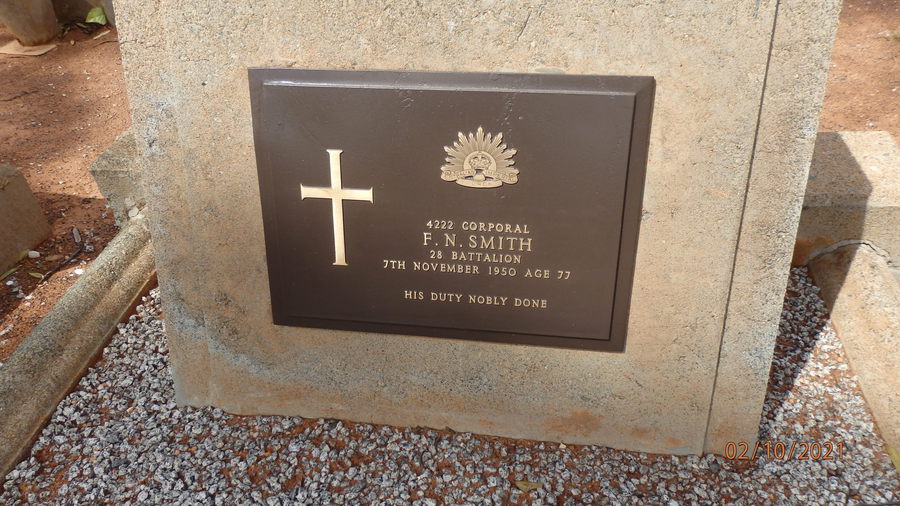 4222 CORPORAL
F. N. SMITH
28 BATTALION
7TH NOVEMBER 1950 AGE 77
HIS DUTY NOBLY DONE
02/10/2021